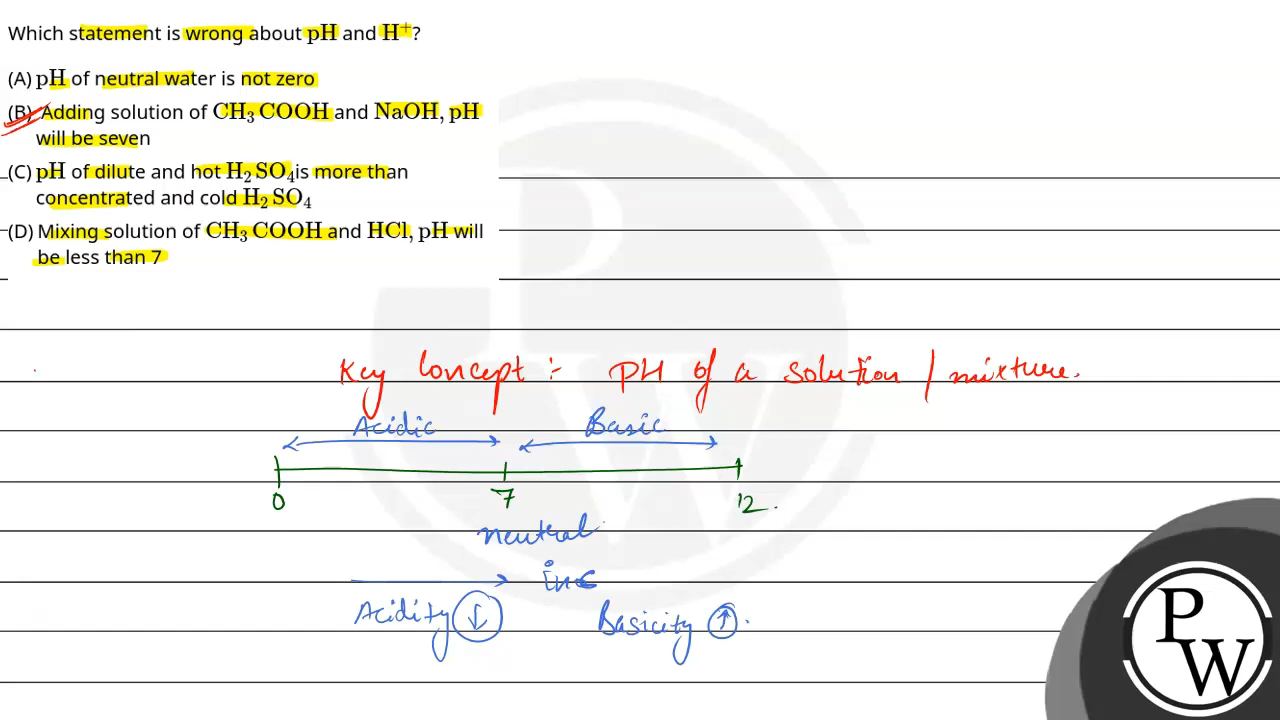 Which statement is wrong about pH and H⁺?
(A) pH of neutral water is not zero
(B) Adding solution of CH₃COOH and NaOH, pH
will be seven
(C) pH of dilute and hot H₂SO₄ is more than
concentrated and cold H₂SO₄
(D) Mixing solution of CH₃COOH and HCl, pH will
be less than 7
Key Concept :- PH of a solution / mixture.
Acidic Basic
0 7 12.
neutral
inc
Acidity ↓ Basicity ↑.
PW